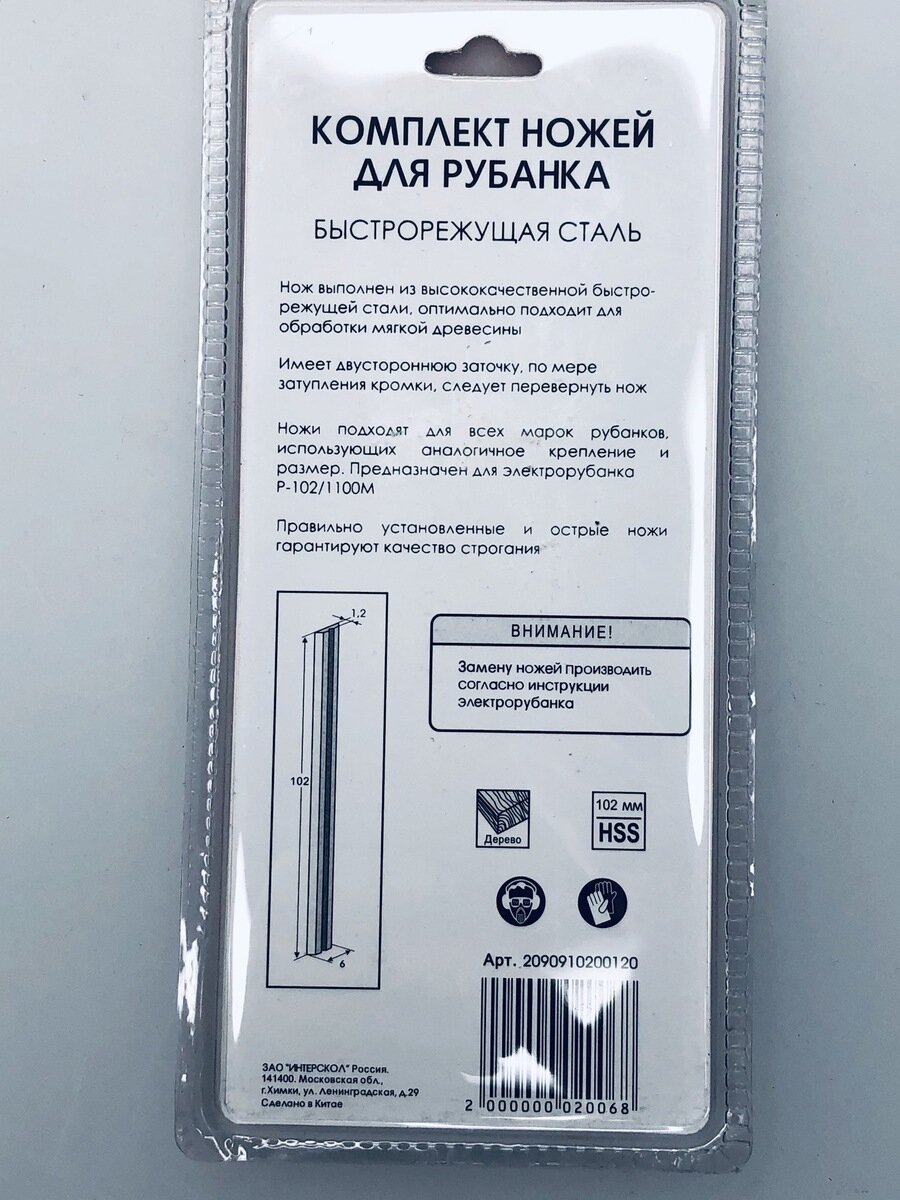 КОМПЛЕКТ НОЖЕЙ
ДЛЯ РУБАНКА
БЫСТРОРЕЖУЩАЯ СТАЛЬ
Нож выполнен из высококачественной быстро-
режущей стали, оптимально подходит для
обработки мягкой древесины
Имеет двустороннюю заточку, по мере
затупления кромки, следует перевернуть нож
Ножи подходят для всех марок рубанков,
использующих аналогичное крепление и
размер. Предназначен для электрорубанка
Р-102/1100М
Правильно установленные и острые ножи
гарантируют качество строгания
1,2
102
6
ВНИМАНИЕ!
Замену ножей производить
согласно инструкции
электрорубанка
Дерево
102 мм
HSS
Арт. 2090910200120
2 000000 020068
ЗАО "ИНТЕРСКОЛ" Россия.
141400. Московская обл.,
г.Химки, ул. Ленинградская, д.29
Сделано в Китае